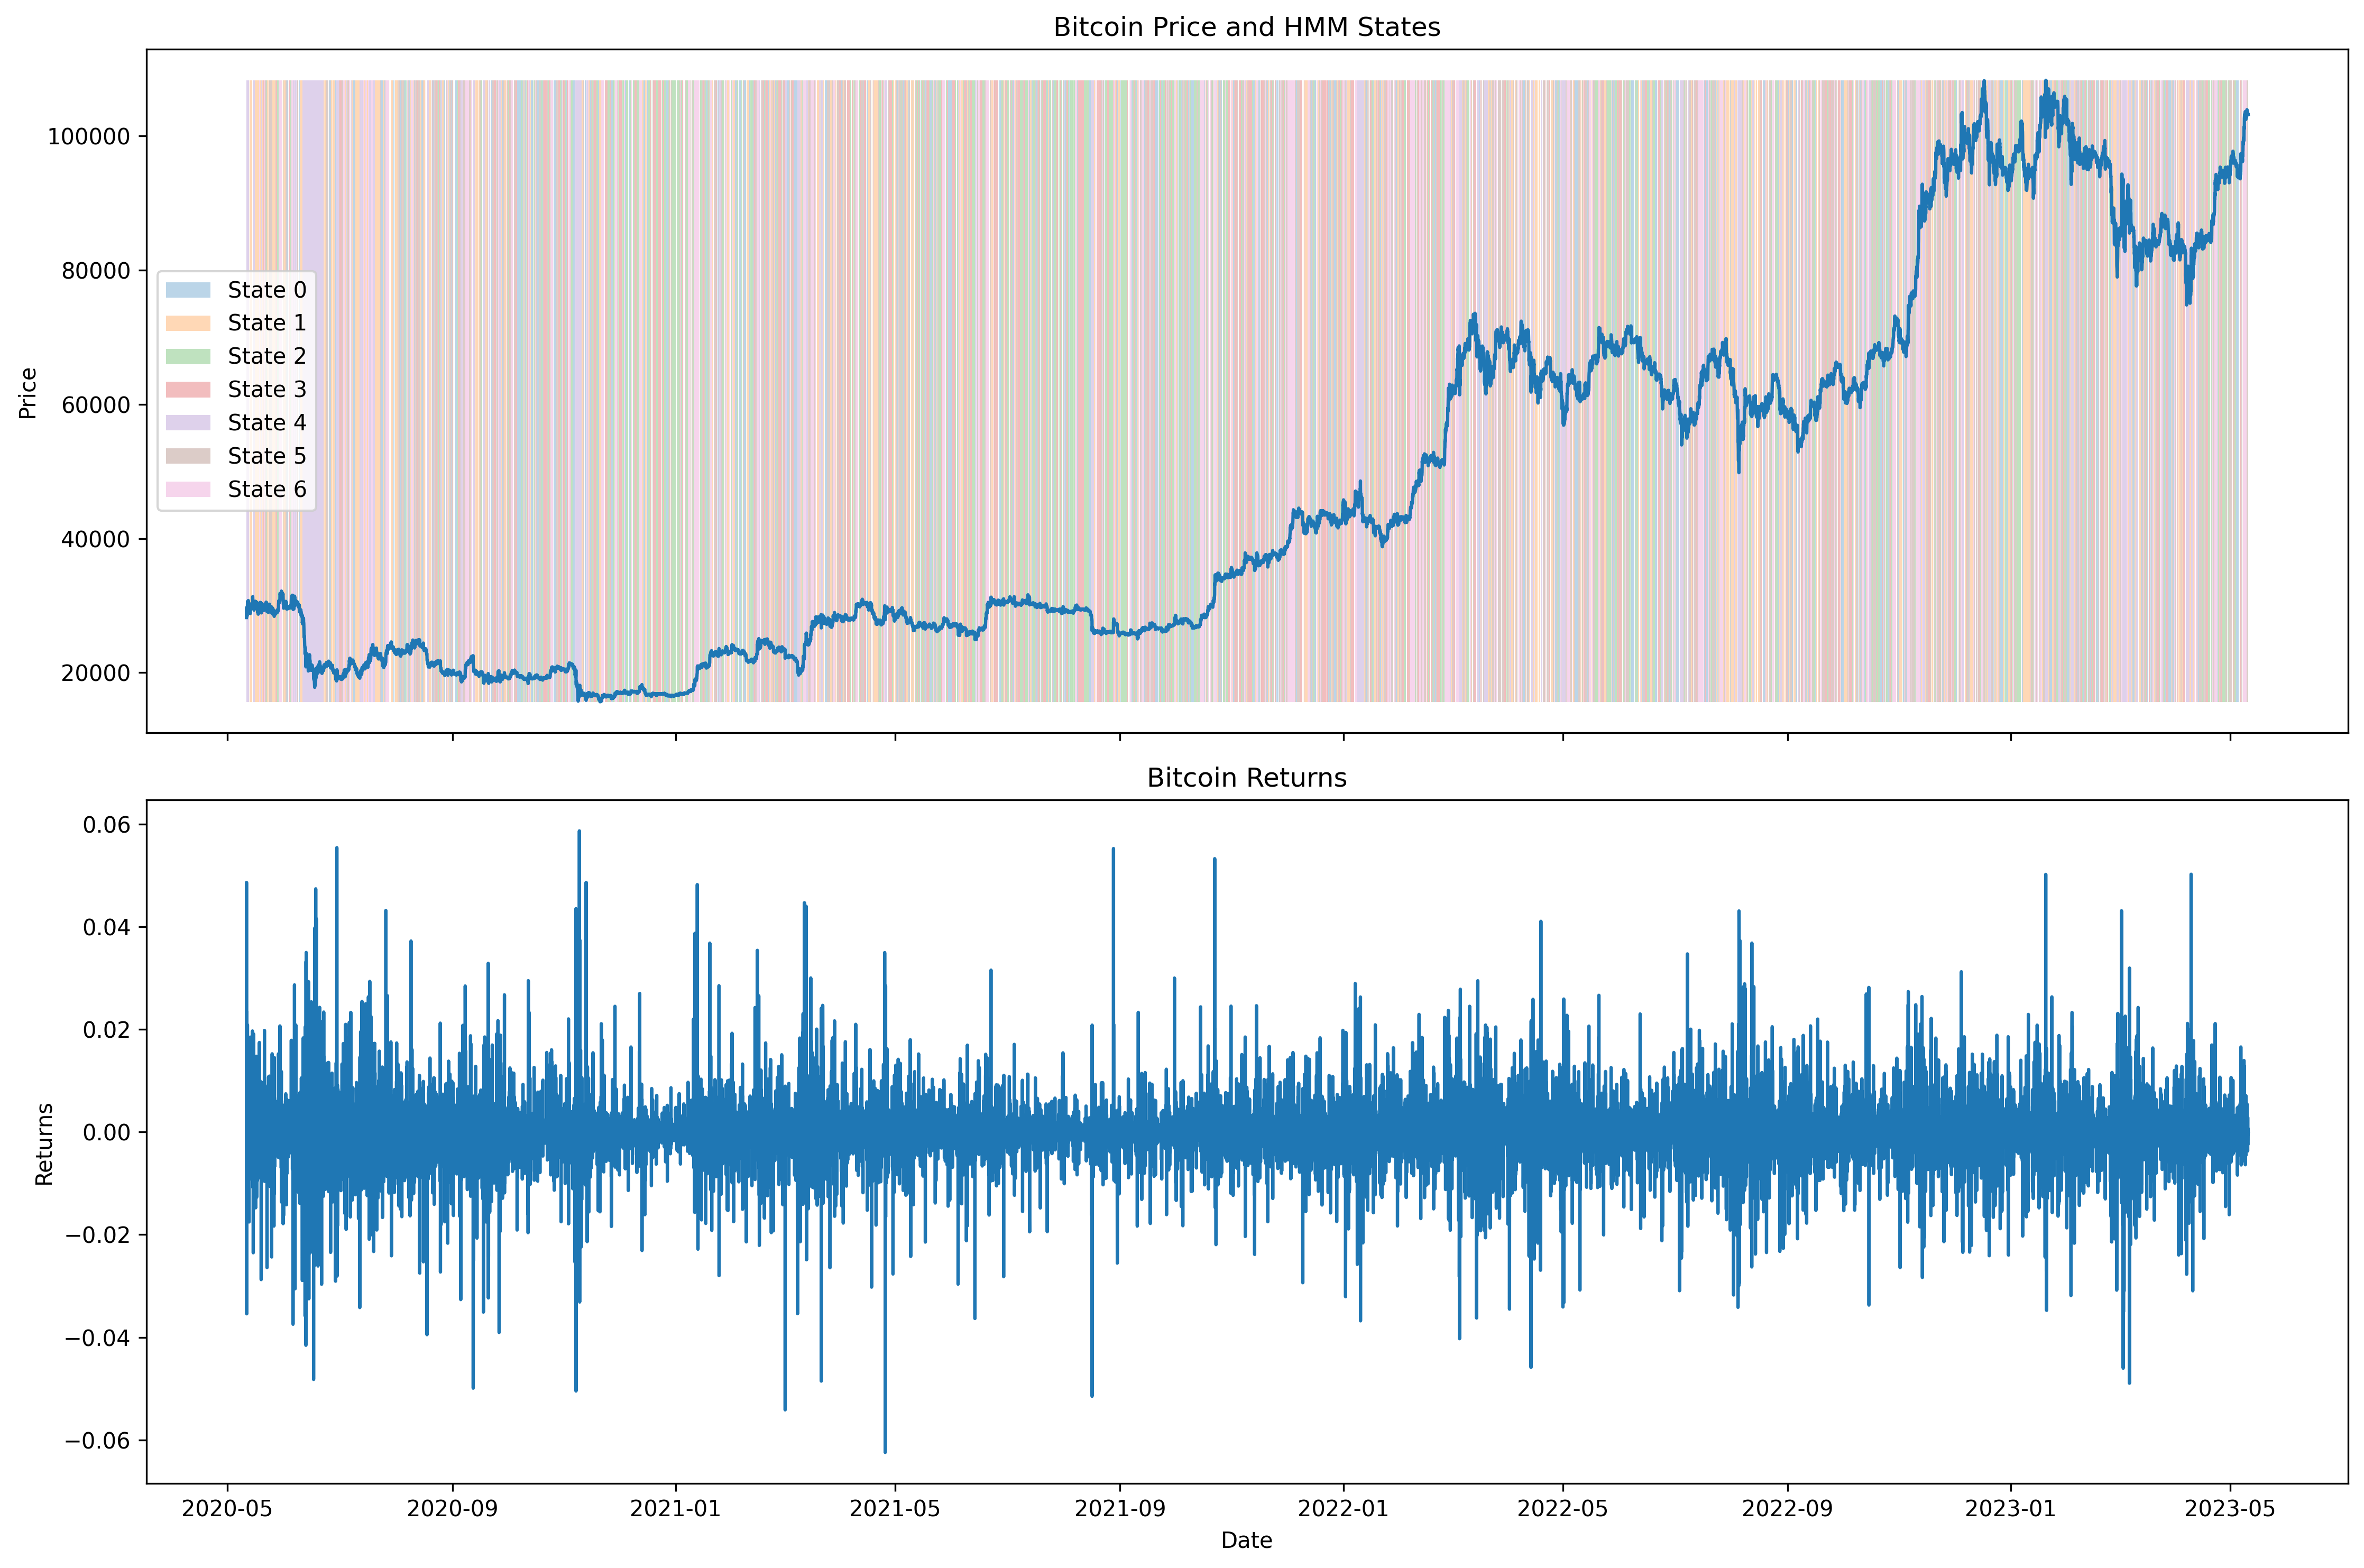 Bitcoin Price and HMM States
Price
100000
80000
60000
40000
20000
State 0
State 1
State 2
State 3
State 4
State 5
State 6
Bitcoin Returns
Returns
0.06
0.04
0.02
0.00
−0.02
−0.04
−0.06
2020-05 2020-09 2021-01 2021-05 2021-09 2022-01 2022-05 2022-09 2023-01 2023-05
Date